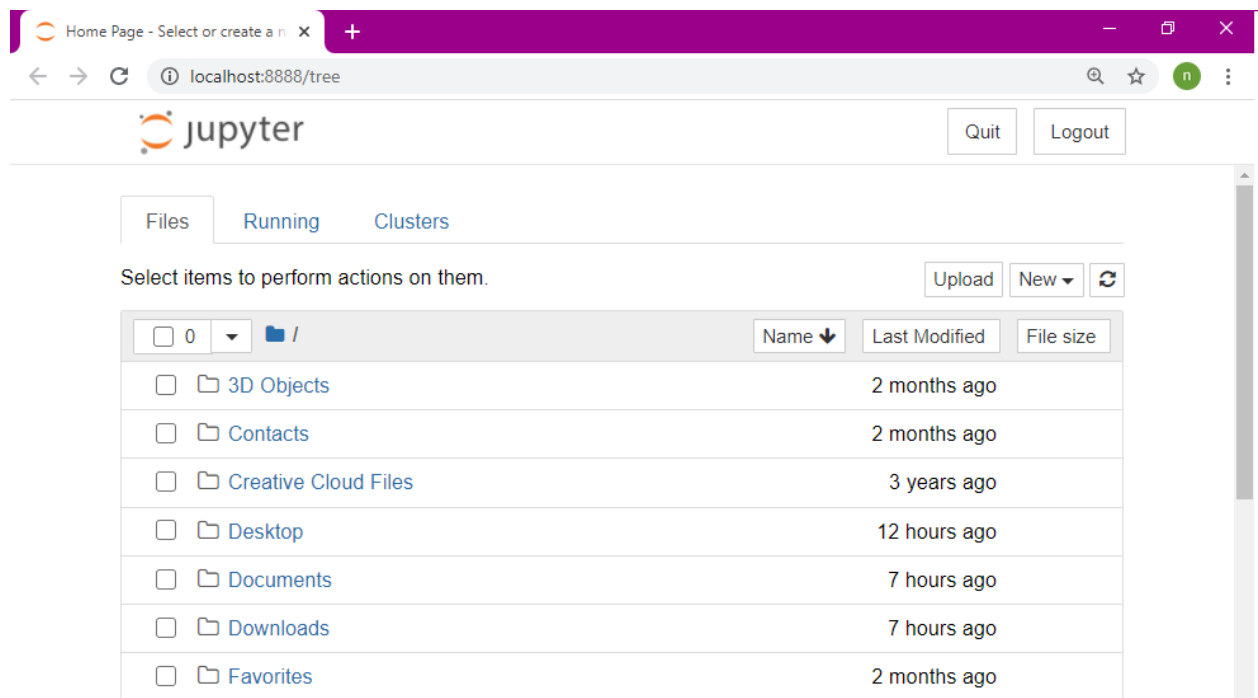 Home Page - Select or create a n
localhost:8888/tree
n
jupyter
Quit
Logout
Files
Running
Clusters
Select items to perform actions on them.
Upload
New
0
/
Name
Last Modified
File size
3D Objects
2 months ago
Contacts
2 months ago
Creative Cloud Files
3 years ago
Desktop
12 hours ago
Documents
7 hours ago
Downloads
7 hours ago
Favorites
2 months ago